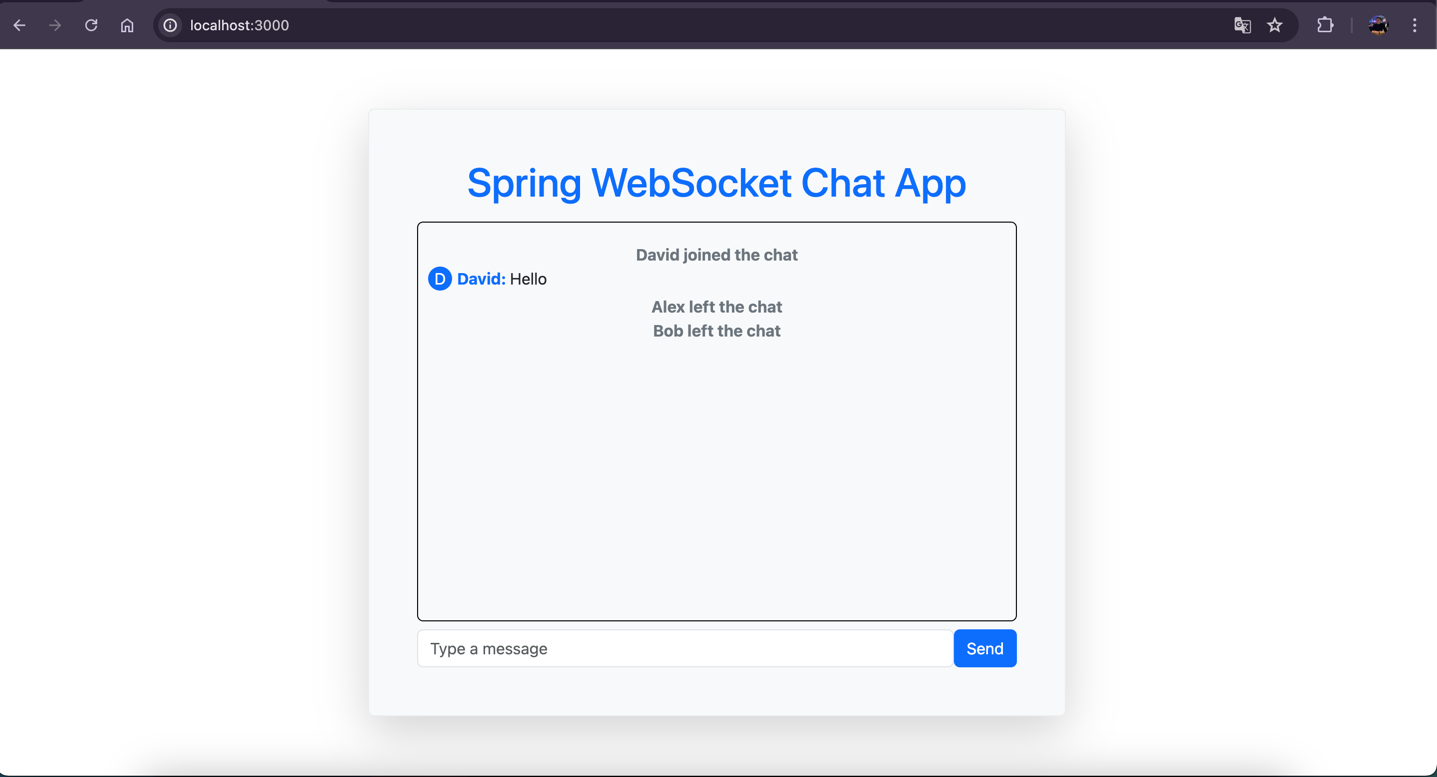 localhost:3000
Spring WebSocket Chat App
David joined the chat
D David: Hello
Alex left the chat
Bob left the chat
Type a message
Send